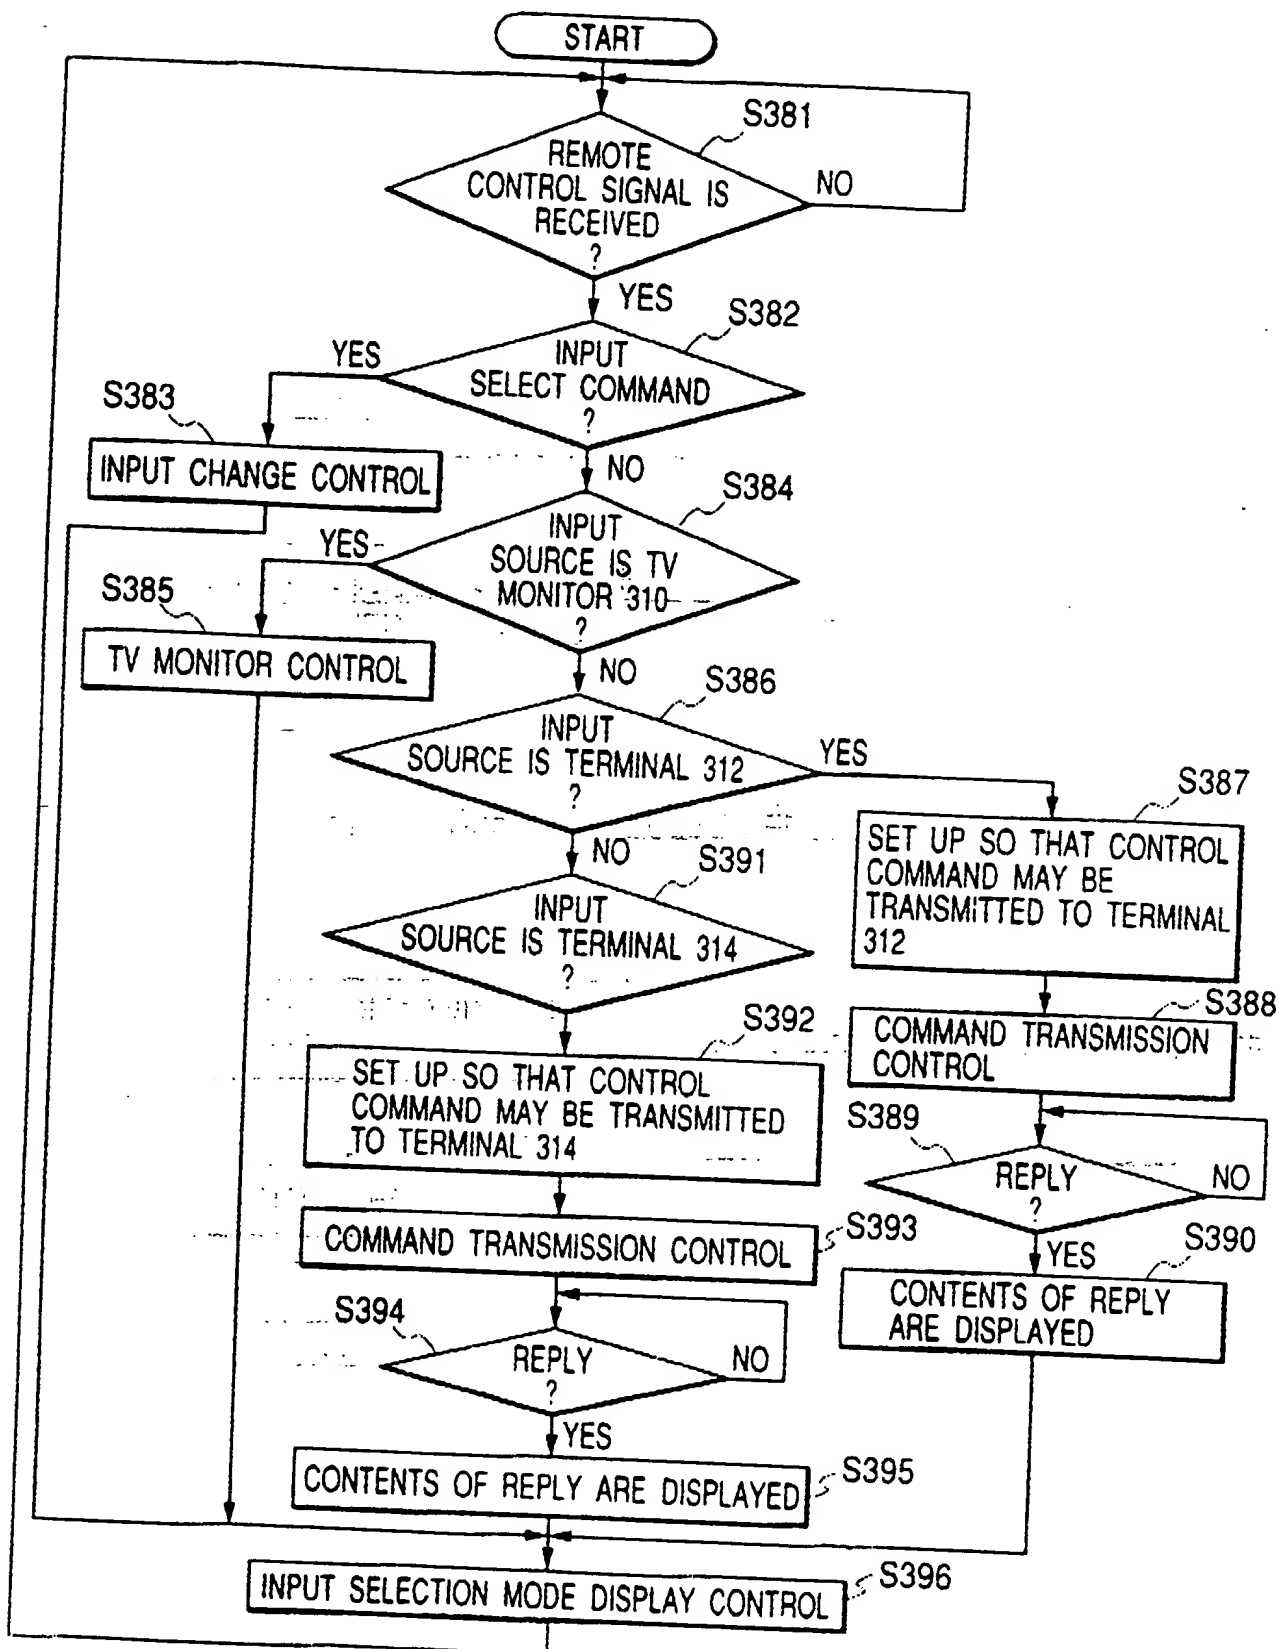 START
S381
REMOTE
CONTROL SIGNAL IS
RECEIVED
?
NO
YES
S382
INPUT
SELECT COMMAND
?
YES
S383
INPUT CHANGE CONTROL
NO
S384
INPUT
SOURCE IS TV
MONITOR 310
?
YES
S385
TV MONITOR CONTROL
NO
S386
INPUT
SOURCE IS TERMINAL 312
?
YES
S387
SET UP SO THAT CONTROL
COMMAND MAY BE
TRANSMITTED TO TERMINAL
312
NO
S391
INPUT
SOURCE IS TERMINAL 314
?
S388
COMMAND TRANSMISSION
CONTROL
S392
SET UP SO THAT CONTROL
COMMAND MAY BE TRANSMITTED
TO TERMINAL 314
S389
REPLY
?
NO
YES
S390
CONTENTS OF REPLY
ARE DISPLAYED
COMMAND TRANSMISSION CONTROL
S393
S394
REPLY
?
NO
YES
CONTENTS OF REPLY ARE DISPLAYED
S395
INPUT SELECTION MODE DISPLAY CONTROL
S396